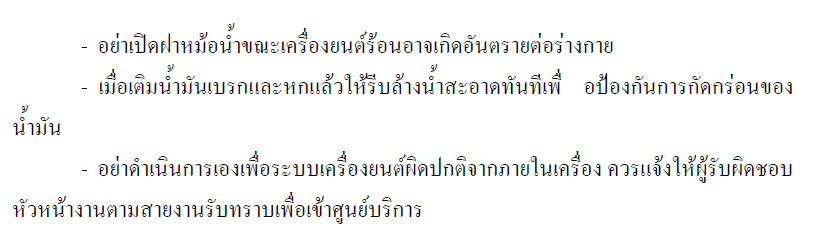 - อย่าเปิดฝาหม้อน้ำขณะเครื่องยนต์ร้อนอาจเกิดอันตรายต่อร่างกาย
- เมื่อเติมน้ำมันเบรกและหกแล้วให้รีบล้างน้ำสะอาดทันทีเพื่ อป้องกันการกัดกร่อนของ
น้ำมัน
- อย่าดำเนินการเองเพื่อระบบเครื่องยนต์ผิดปกติจากภายในเครื่อง ควรแจ้งให้ผู้รับผิดชอบ
หัวหน้างานตามสายงานรับทราบเพื่อเข้าศูนย์บริการ